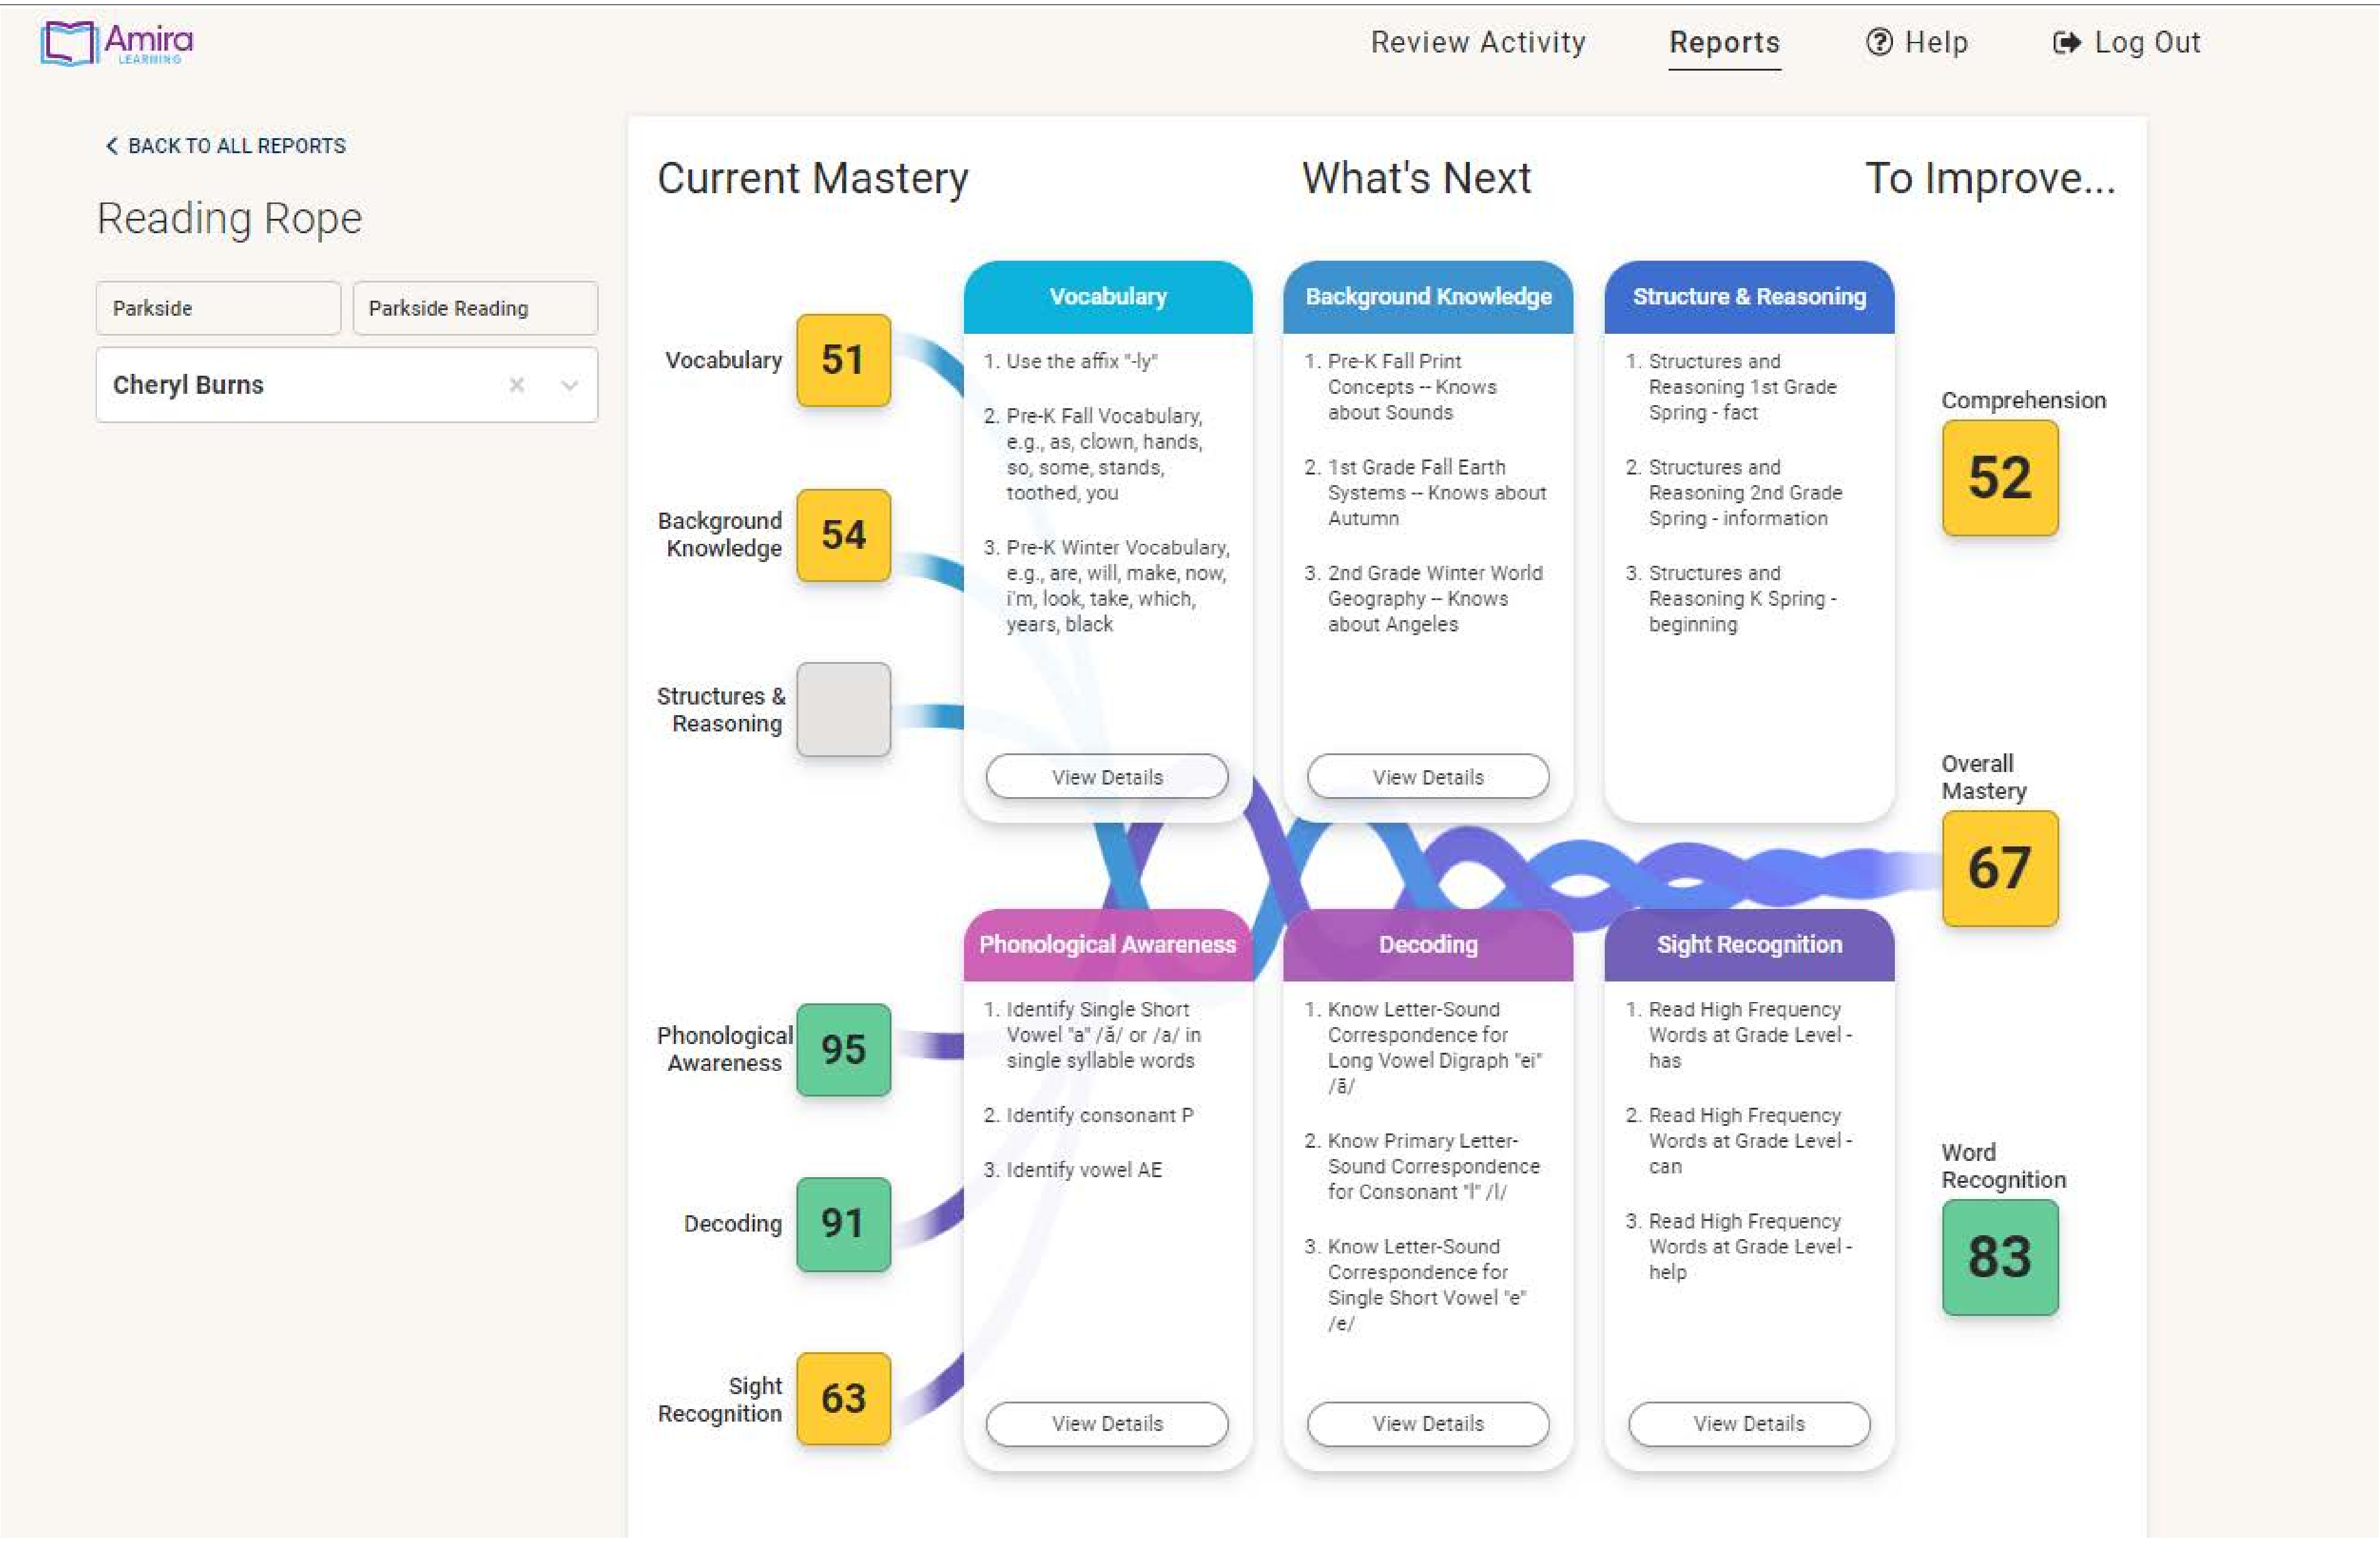 Amira
LEARNING
Review Activity
Reports
Help
Log Out
BACK TO ALL REPORTS
Reading Rope
Parkside
Parkside Reading
Cheryl Burns
Current Mastery
What's Next
To Improve...
Vocabulary
51
Background
Knowledge
54
Structures &
Reasoning
Vocabulary
1. Use the affix "-ly"
2. Pre-K Fall Vocabulary,
e.g., as, clown, hands,
so, some, stands,
toothed, you
3. Pre-K Winter Vocabulary,
e.g., are, will, make, now,
i'm, look, take, which,
years, black
View Details
Background Knowledge
1. Pre-K Fall Print
Concepts -- Knows
about Sounds
2. 1st Grade Fall Earth
Systems -- Knows about
Autumn
3. 2nd Grade Winter World
Geography -- Knows
about Angeles
View Details
Structure & Reasoning
1. Structures and
Reasoning 1st Grade
Spring - fact
2. Structures and
Reasoning 2nd Grade
Spring - information
3. Structures and
Reasoning K Spring -
beginning
Comprehension
52
Overall
Mastery
67
Phonological
Awareness
95
Decoding
91
Sight
Recognition
63
Phonological Awareness
1. Identify Single Short
Vowel "a" /ă/ or /a/ in
single syllable words
2. Identify consonant P
3. Identify vowel AE
View Details
Decoding
1. Know Letter-Sound
Correspondence for
Long Vowel Digraph "ei"
/ā/
2. Know Primary Letter-
Sound Correspondence
for Consonant "l" /l/
3. Know Letter-Sound
Correspondence for
Single Short Vowel "e"
/e/
View Details
Sight Recognition
1. Read High Frequency
Words at Grade Level -
has
2. Read High Frequency
Words at Grade Level -
can
3. Read High Frequency
Words at Grade Level -
help
View Details
Word
Recognition
83